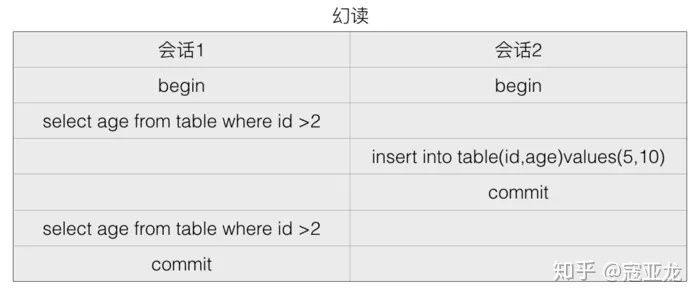 幻读
会话1 会话2
begin begin
select age from table where id >2
insert into table(id,age)values(5,10)
commit
select age from table where id >2
commit
知乎 @寇亚龙